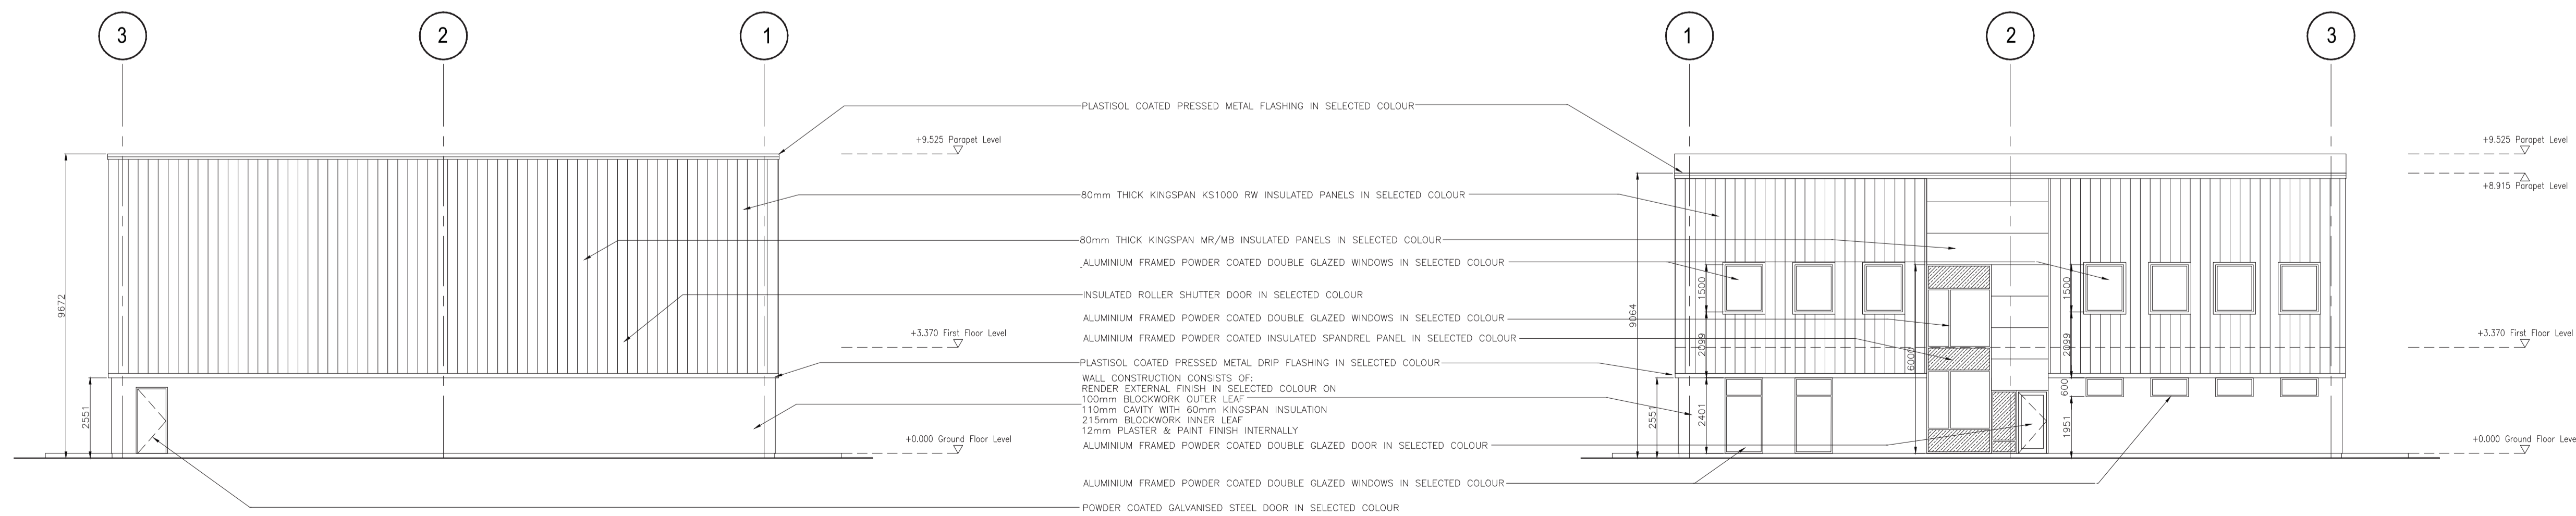 3
2
1
1
2
3
PLASTISOL COATED PRESSED METAL FLASHING IN SELECTED COLOUR
+9.525 Parapet Level
+9.525 Parapet Level
+8.915 Parapet Level
80mm THICK KINGSPAN KS1000 RW INSULATED PANELS IN SELECTED COLOUR
80mm THICK KINGSPAN MR/MB INSULATED PANELS IN SELECTED COLOUR
ALUMINIUM FRAMED POWDER COATED DOUBLE GLAZED WINDOWS IN SELECTED COLOUR
INSULATED ROLLER SHUTTER DOOR IN SELECTED COLOUR
ALUMINIUM FRAMED POWDER COATED DOUBLE GLAZED WINDOWS IN SELECTED COLOUR
ALUMINIUM FRAMED POWDER COATED INSULATED SPANDREL PANEL IN SELECTED COLOUR
+3.370 First Floor Level
+3.370 First Floor Level
PLASTISOL COATED PRESSED METAL DRIP FLASHING IN SELECTED COLOUR
WALL CONSTRUCTION CONSISTS OF:
RENDER EXTERNAL FINISH IN SELECTED COLOUR ON
100mm BLOCKWORK OUTER LEAF
110mm CAVITY WITH 60mm KINGSPAN INSULATION
215mm BLOCKWORK INNER LEAF
12mm PLASTER & PAINT FINISH INTERNALLY
ALUMINIUM FRAMED POWDER COATED DOUBLE GLAZED DOOR IN SELECTED COLOUR
+0.000 Ground Floor Level
+0.000 Ground Floor Leve
ALUMINIUM FRAMED POWDER COATED DOUBLE GLAZED WINDOWS IN SELECTED COLOUR
POWDER COATED GALVANISED STEEL DOOR IN SELECTED COLOUR
9672
2551
9064
2551
1500
2099
2401
6000
1500
2099
600
1951